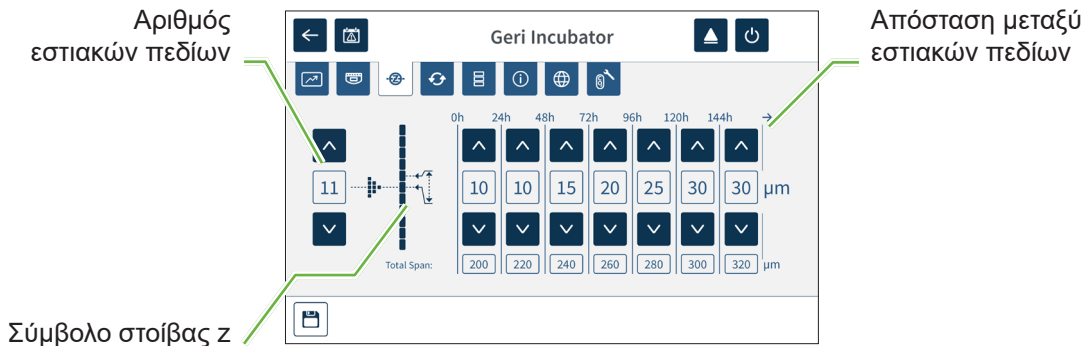 Αριθμός
εστιακών πεδίων
Geri Incubator
Απόσταση μεταξύ
εστιακών πεδίων
0h 24h 48h 72h 96h 120h 144h
11 10 10 15 20 25 30 30 μm
Total Span: 200 220 240 260 280 300 320 μm
Σύμβολο στοίβας z